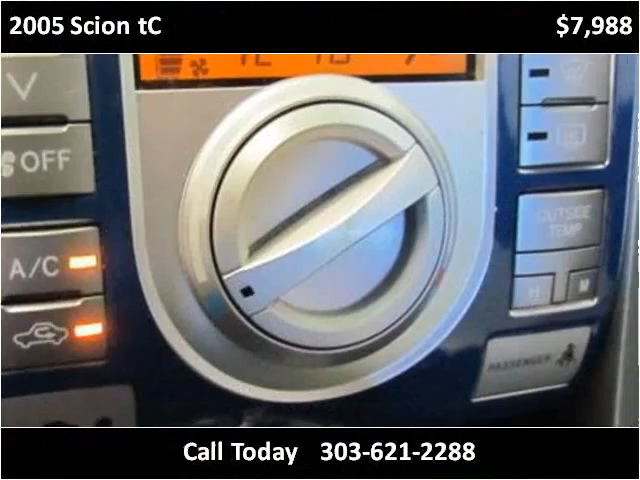 2005 Scion tC $7,988
OFF
A/C
OUTSIDE
TEMP
H M
PASSENGER
Call Today 303-621-2288